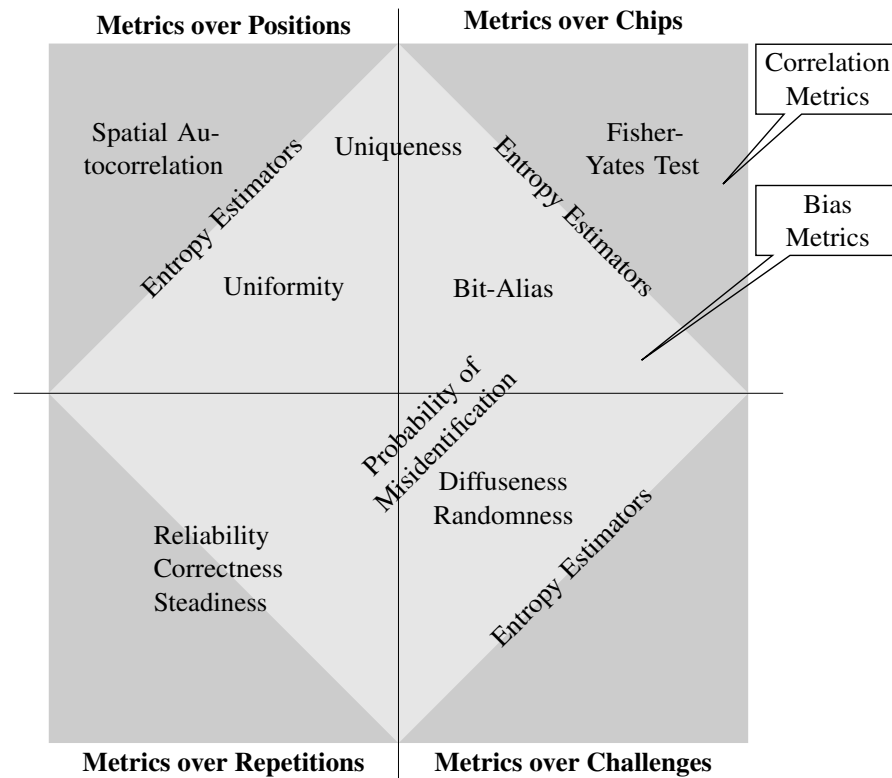 Metrics over Positions
Metrics over Chips
Correlation
Metrics
Spatial Au-
tocorrelation
Entropy Estimators
Uniqueness
Entropy Estimators
Fisher-
Yates Test
Bias
Metrics
Uniformity
Bit-Alias
Probability of
Misidentification
Diffuseness
Randomness
Reliability
Correctness
Steadiness
Entropy Estimators
Metrics over Repetitions
Metrics over Challenges